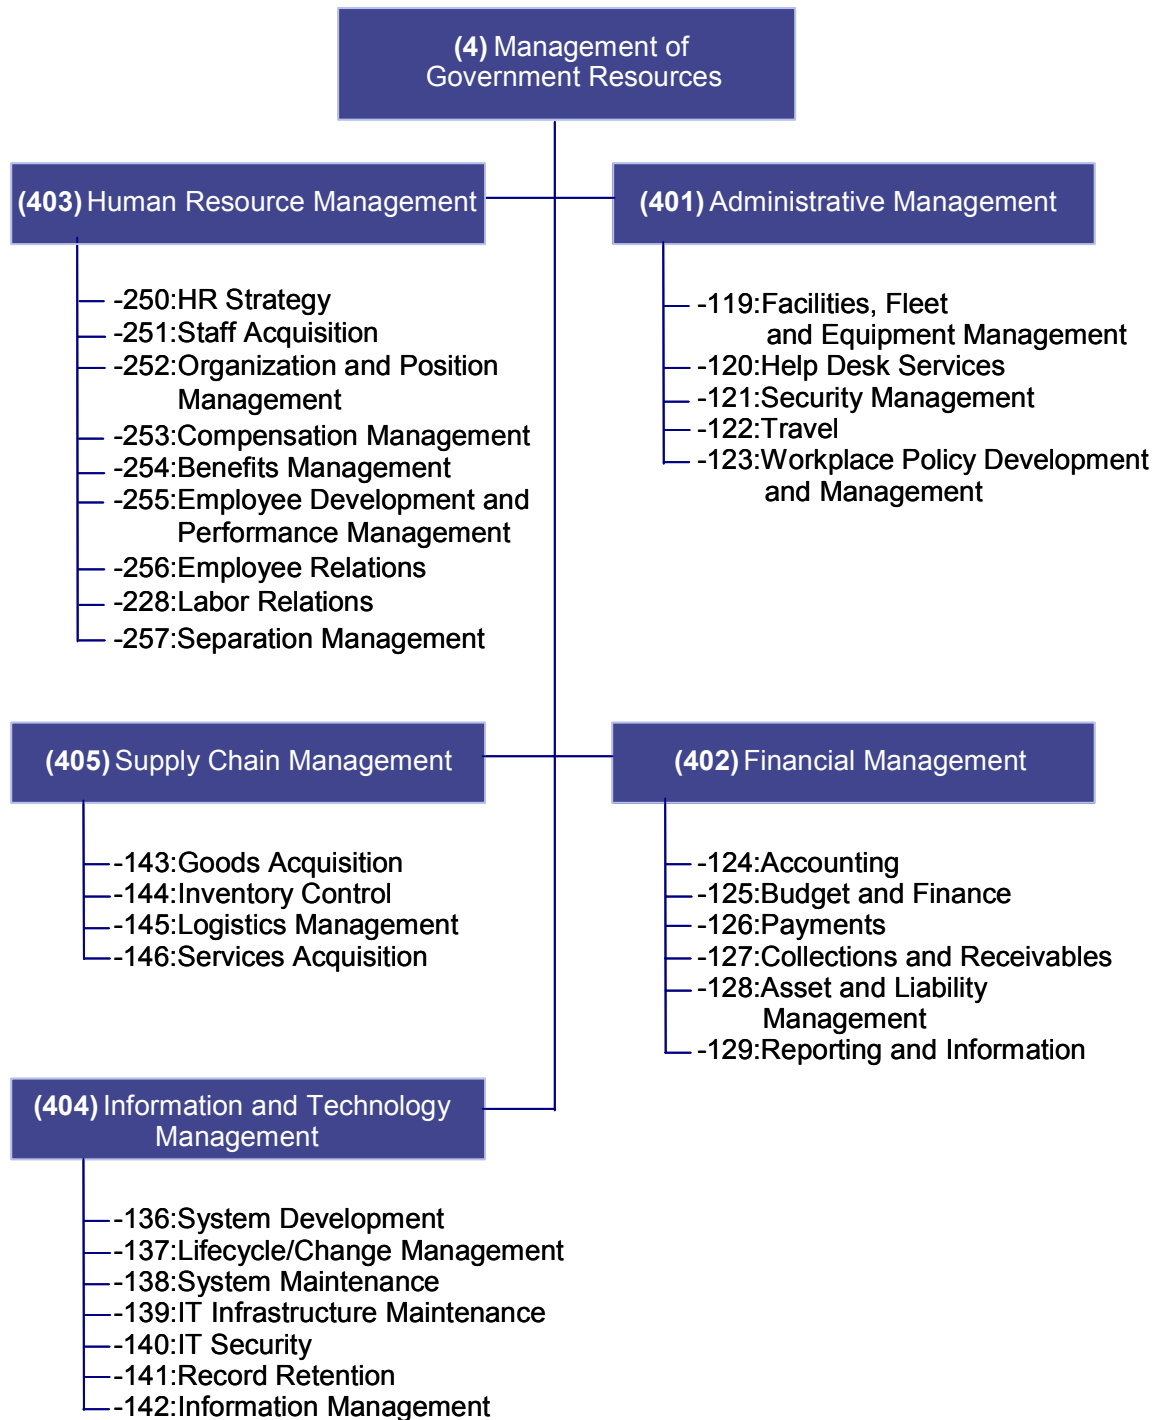 (4) Management of
Government Resources
(403) Human Resource Management
-250:HR Strategy
-251:Staff Acquisition
-252:Organization and Position
Management
-253:Compensation Management
-254:Benefits Management
-255:Employee Development and
Performance Management
-256:Employee Relations
-228:Labor Relations
-257:Separation Management
(401) Administrative Management
-119:Facilities, Fleet
and Equipment Management
-120:Help Desk Services
-121:Security Management
-122:Travel
-123:Workplace Policy Development
and Management
(405) Supply Chain Management
-143:Goods Acquisition
-144:Inventory Control
-145:Logistics Management
-146:Services Acquisition
(402) Financial Management
-124:Accounting
-125:Budget and Finance
-126:Payments
-127:Collections and Receivables
-128:Asset and Liability
Management
-129:Reporting and Information
(404) Information and Technology
Management
-136:System Development
-137:Lifecycle/Change Management
-138:System Maintenance
-139:IT Infrastructure Maintenance
-140:IT Security
-141:Record Retention
-142:Information Management